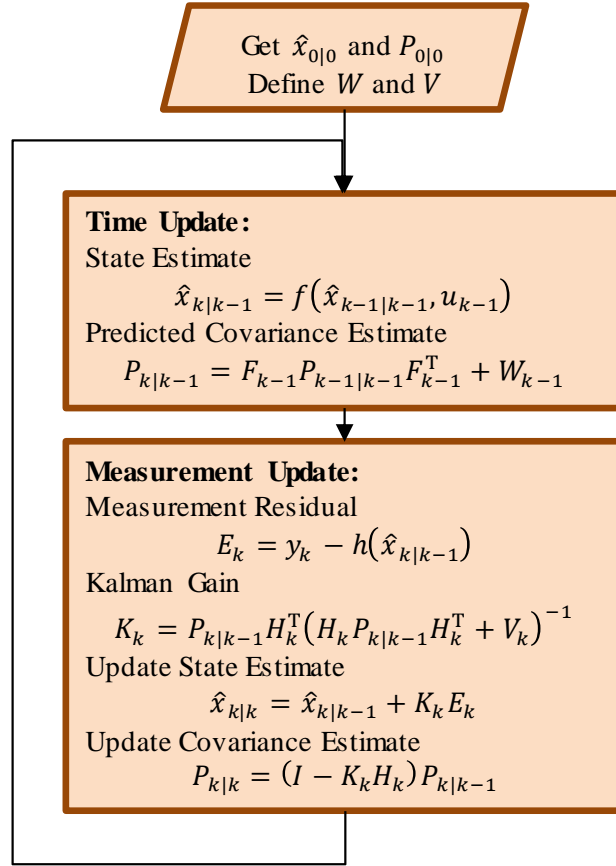 Get x̂₀|₀ and P₀|₀
Define W and V
Time Update:
State Estimate
x̂_{k|k−1} = f(x̂_{k−1|k−1}, u_{k−1})
Predicted Covariance Estimate
P_{k|k−1} = F_{k−1}P_{k−1|k−1}F_{k−1}^T + W_{k−1}
Measurement Update:
Measurement Residual
E_k = y_k − h(x̂_{k|k−1})
Kalman Gain
K_k = P_{k|k−1}H_k^T(H_kP_{k|k−1}H_k^T + V_k)^{−1}
Update State Estimate
x̂_{k|k} = x̂_{k|k−1} + K_kE_k
Update Covariance Estimate
P_{k|k} = (I − K_kH_k)P_{k|k−1}